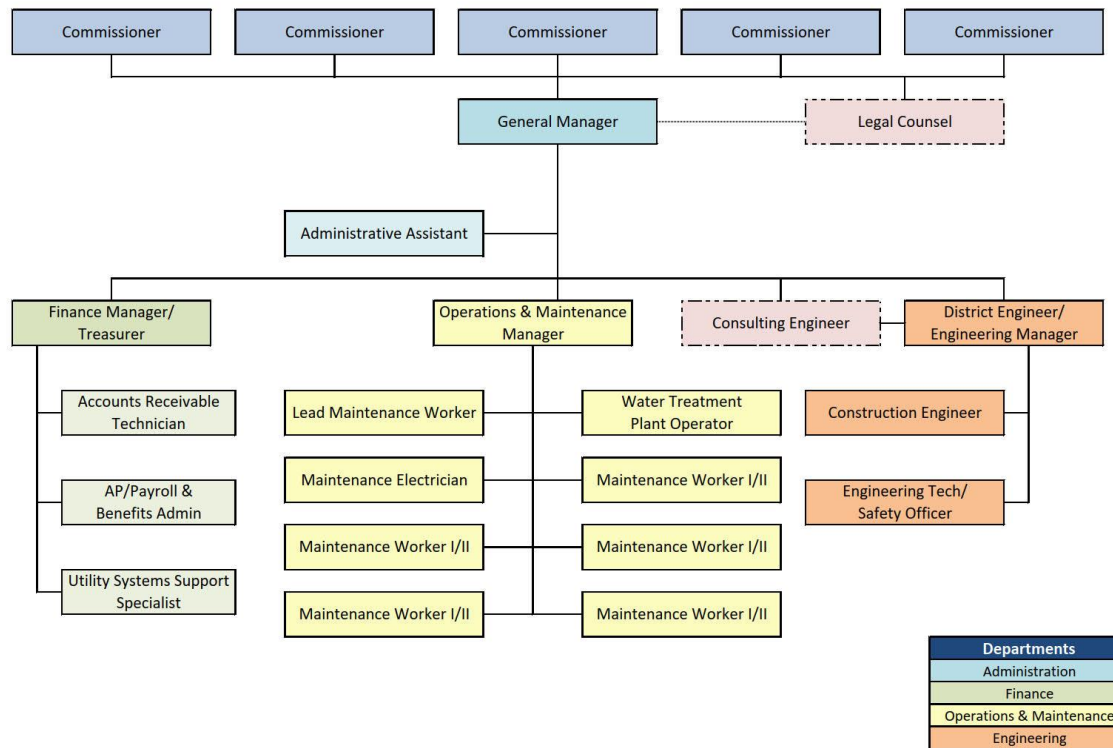 Commissioner
Commissioner
Commissioner
Commissioner
Commissioner
General Manager
Legal Counsel
Administrative Assistant
Finance Manager/
Treasurer
Operations & Maintenance
Manager
Consulting Engineer
District Engineer/
Engineering Manager
Accounts Receivable
Technician
Lead Maintenance Worker
Water Treatment
Plant Operator
Construction Engineer
AP/Payroll &
Benefits Admin
Maintenance Electrician
Maintenance Worker I/II
Engineering Tech/
Safety Officer
Maintenance Worker I/II
Maintenance Worker I/II
Utility Systems Support
Specialist
Maintenance Worker I/II
Maintenance Worker I/II
Departments
Administration
Finance
Operations & Maintenance
Engineering